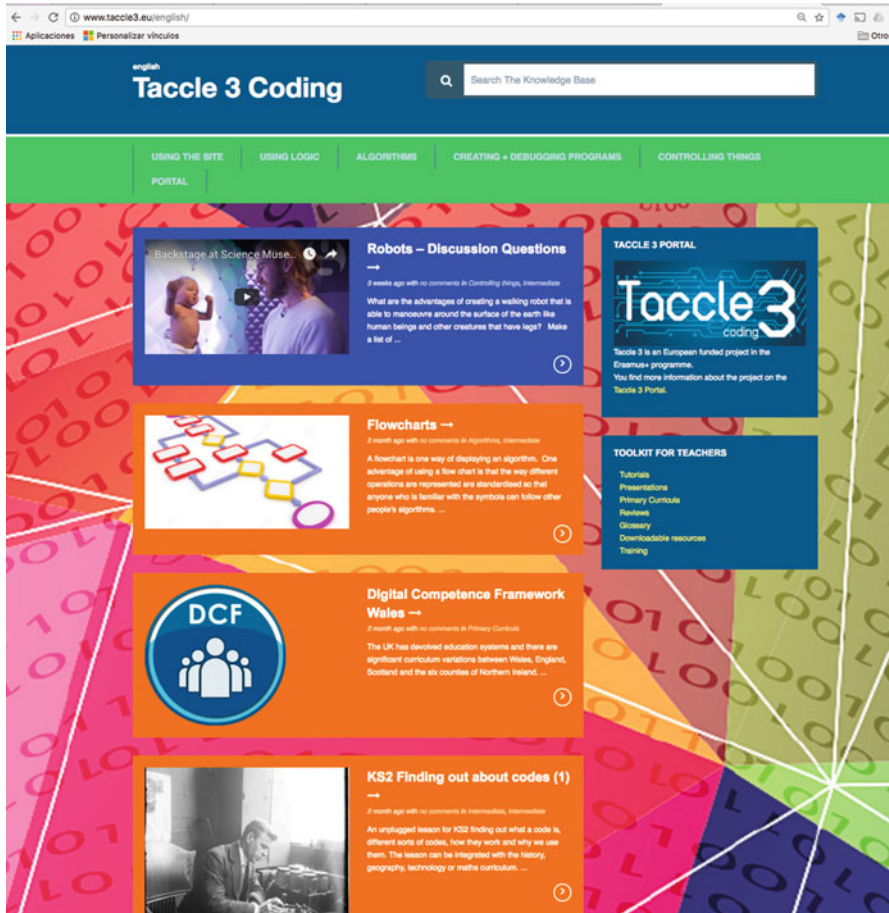 www.taccle3.eu/english/
Aplicaciones Personalizar vínculos Otro
english
Taccle 3 Coding
Search The Knowledge Base
USING THE SITE USING LOGIC ALGORITHMS CREATING + DEBUGGING PROGRAMS CONTROLLING THINGS
PORTAL
Backstage at Science Muse...
Robots – Discussion Questions
→
3 weeks ago with no comments in Controlling things, Intermediate
What are the advantages of creating a walking robot that is
able to manoeuvre around the surface of the earth like
human beings and other creatures that have legs? Make
a list of ...
TACCLE 3 PORTAL
Taccle 3
coding
Taccle 3 is an European funded project in the
Erasmus+ programme.
You find more information about the project on the
Taccle 3 Portal.
Flowcharts →
2 month ago with no comments in Algorithms, Intermediate
A flowchart is one way of displaying an algorithm. One
advantage of using a flow chart is that the way different
operations are represented are standardised so that
anyone who is familiar with the symbols can follow other
people's algorithms. ...
TOOLKIT FOR TEACHERS
Tutorials
Presentations
Primary Curricula
Reviews
Glossary
Downloadable resources
Training
DCF
Digital Competence Framework
Wales →
2 month ago with no comments in Primary Curricula
The UK has devolved education systems and there are
significant curriculum variations between Wales, England,
Scotland and the six counties of Northern Ireland. ...
KS2 Finding out about codes (1)
→
2 month ago with no comments in Intermediate, Intermediate
An unplugged lesson for KS2 finding out what a code is,
different sorts of codes, how they work and why we use
them. The lesson can be integrated with the history,
geography, technology or maths curriculum. ...